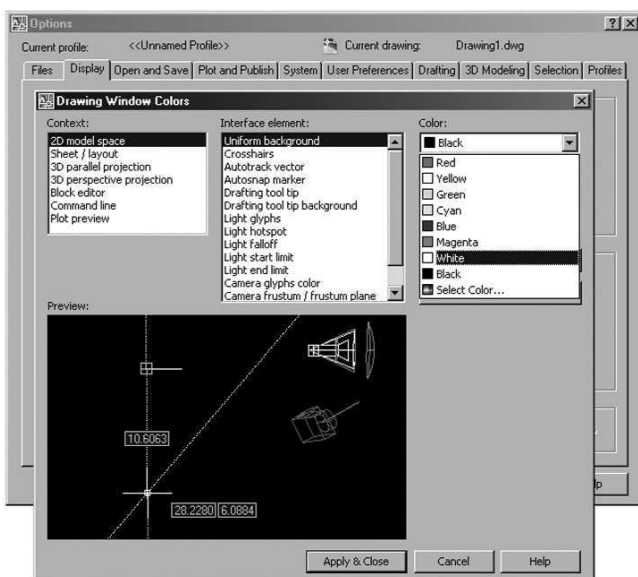 Options
Current profile: <<Unnamed Profile>> Current drawing: Drawing1.dwg
Files Display Open and Save Plot and Publish System User Preferences Drafting 3D Modeling Selection Profiles
Drawing Window Colors
Context:
2D model space
Sheet / layout
3D parallel projection
3D perspective projection
Block editor
Command line
Plot preview
Interface element:
Uniform background
Crosshairs
Autotrack vector
Autosnap marker
Drafting tool tip
Drafting tool tip background
Light glyphs
Light hotspot
Light falloff
Light start limit
Light end limit
Camera glyphs color
Camera frustum / frustum plane
Color:
Black
Red
Yellow
Green
Cyan
Blue
Magenta
White
Black
Select Color...
Preview:
10.6063
28.2280 6.0884
lp
Apply & Close Cancel Help